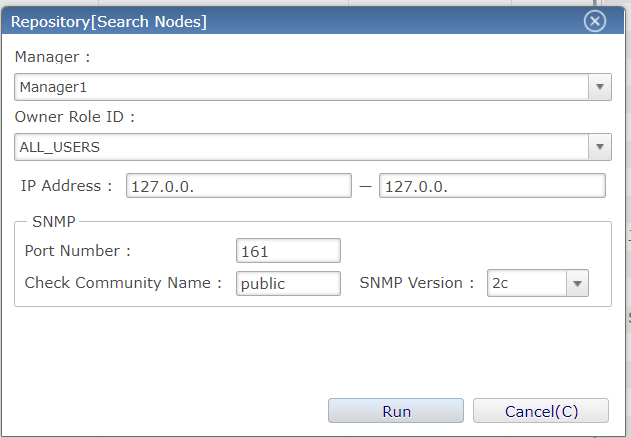 Repository[Search Nodes]
Manager :
Manager1
Owner Role ID :
ALL_USERS
IP Address : 127.0.0. — 127.0.0.
SNMP
Port Number : 161
Check Community Name : public SNMP Version : 2c
Run Cancel(C)